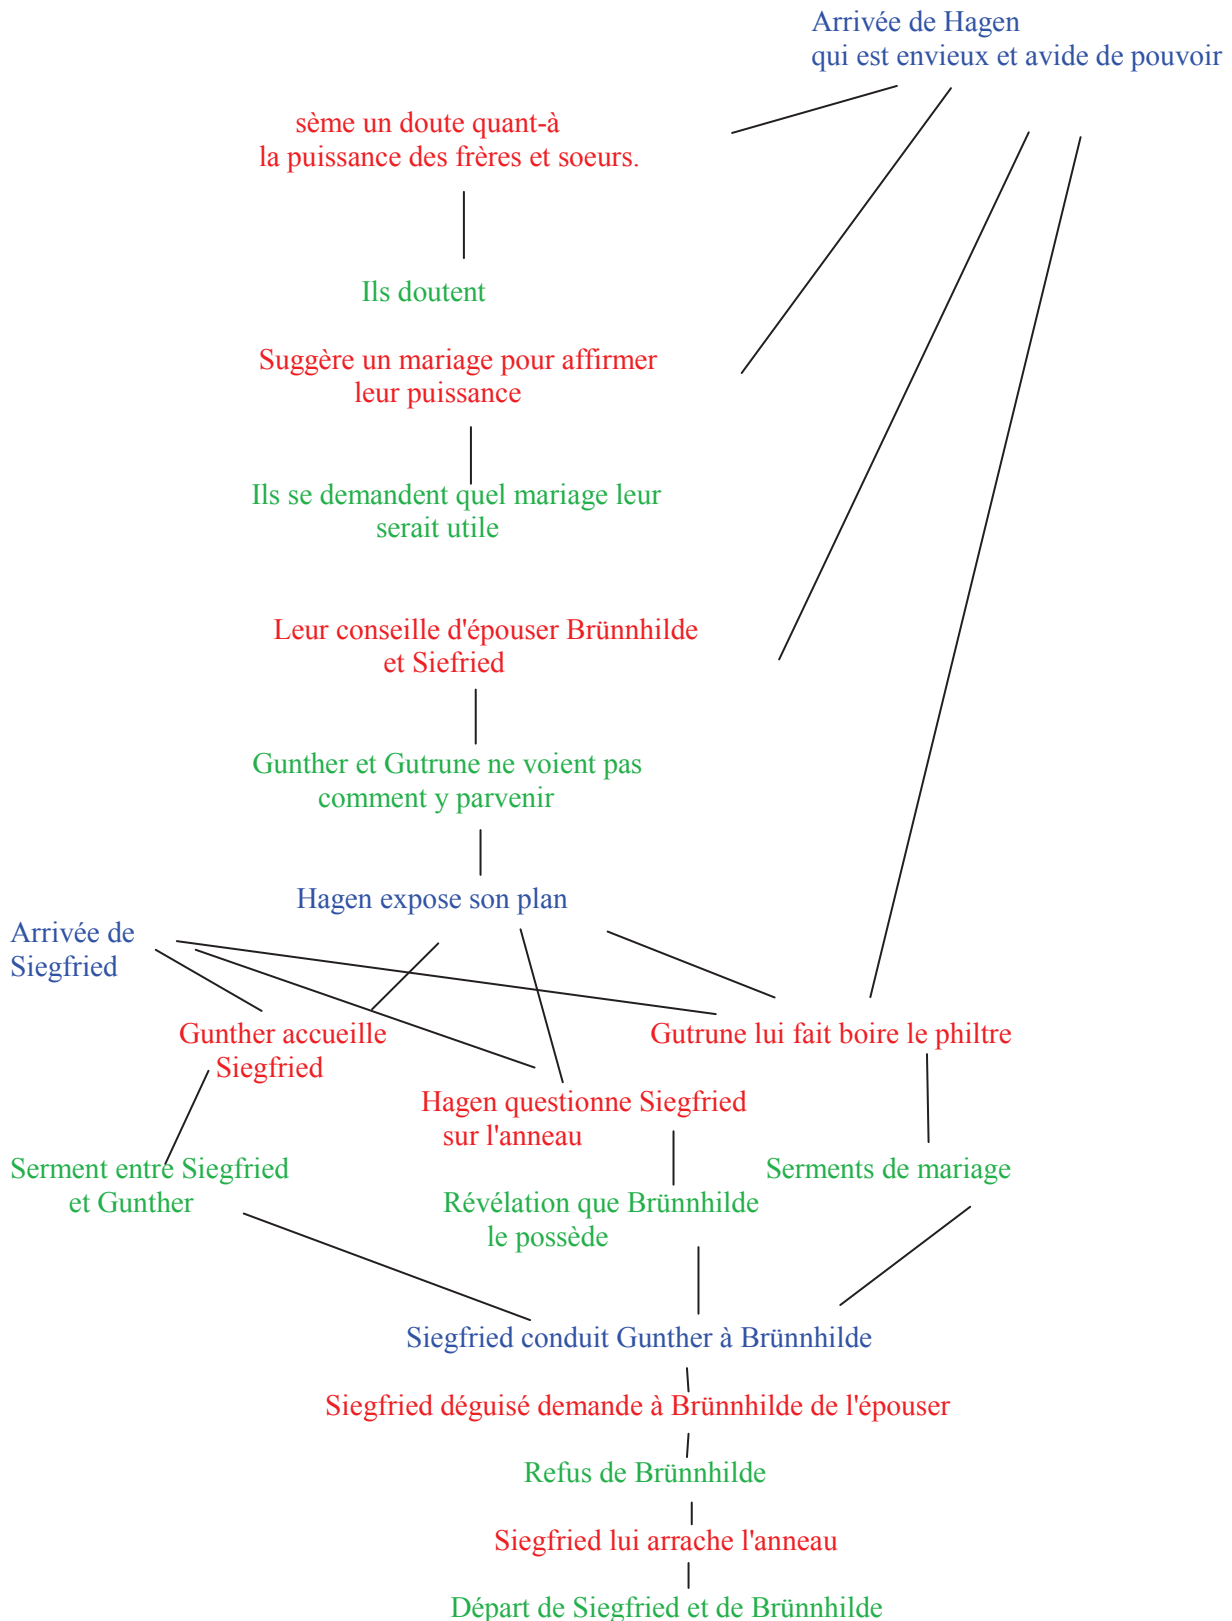 Arrivée de Hagen
qui est envieux et avide de pouvoir
sème un doute quant-à
la puissance des frères et soeurs.
Ils doutent
Suggère un mariage pour affirmer
leur puissance
Ils se demandent quel mariage leur
serait utile
Leur conseille d'épouser Brünnhilde
et Siefried
Gunther et Gutrune ne voient pas
comment y parvenir
Hagen expose son plan
Arrivée de
Siegfried
Gunther accueille
Siegfried
Gutrune lui fait boire le philtre
Hagen questionne Siegfried
sur l'anneau
Serment entre Siegfried
et Gunther
Révélation que Brünnhilde
le possède
Serments de mariage
Siegfried conduit Gunther à Brünnhilde
Siegfried déguisé demande à Brünnhilde de l'épouser
Refus de Brünnhilde
Siegfried lui arrache l'anneau
Départ de Siegfried et de Brünnhilde